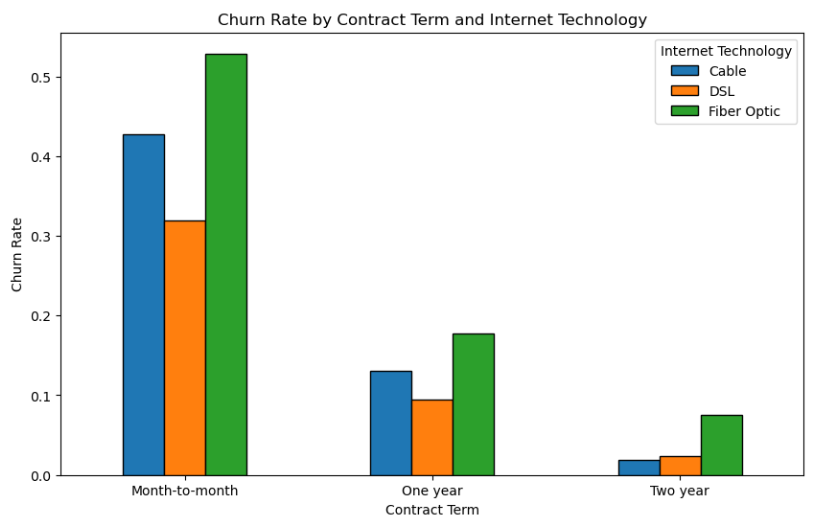 Churn Rate by Contract Term and Internet Technology
Internet Technology
Cable
DSL
Fiber Optic
Churn Rate
0.5
0.4
0.3
0.2
0.1
0.0
Month-to-month
One year
Two year
Contract Term